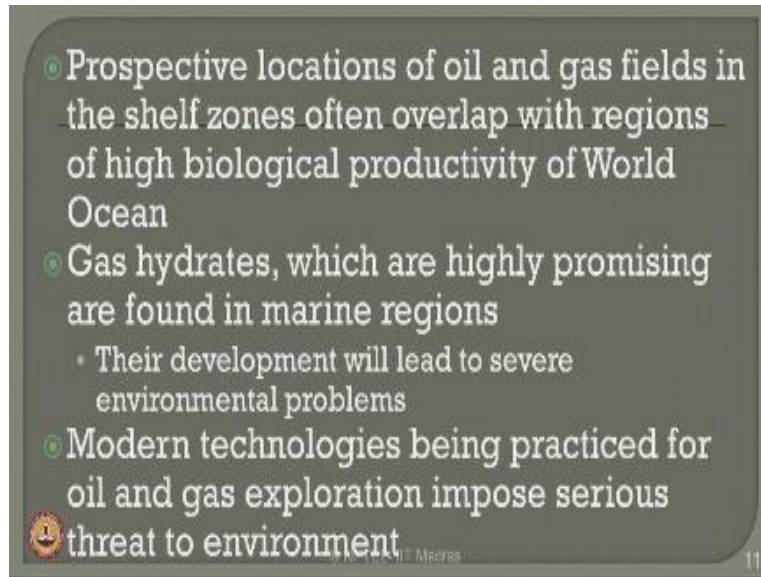 Prospective locations of oil and gas fields in
the shelf zones often overlap with regions
of high biological productivity of World
Ocean
Gas hydrates, which are highly promising
are found in marine regions
Their development will lead to severe
environmental problems
Modern technologies being practiced for
oil and gas exploration impose serious
threat to environment
IIT Madras
11